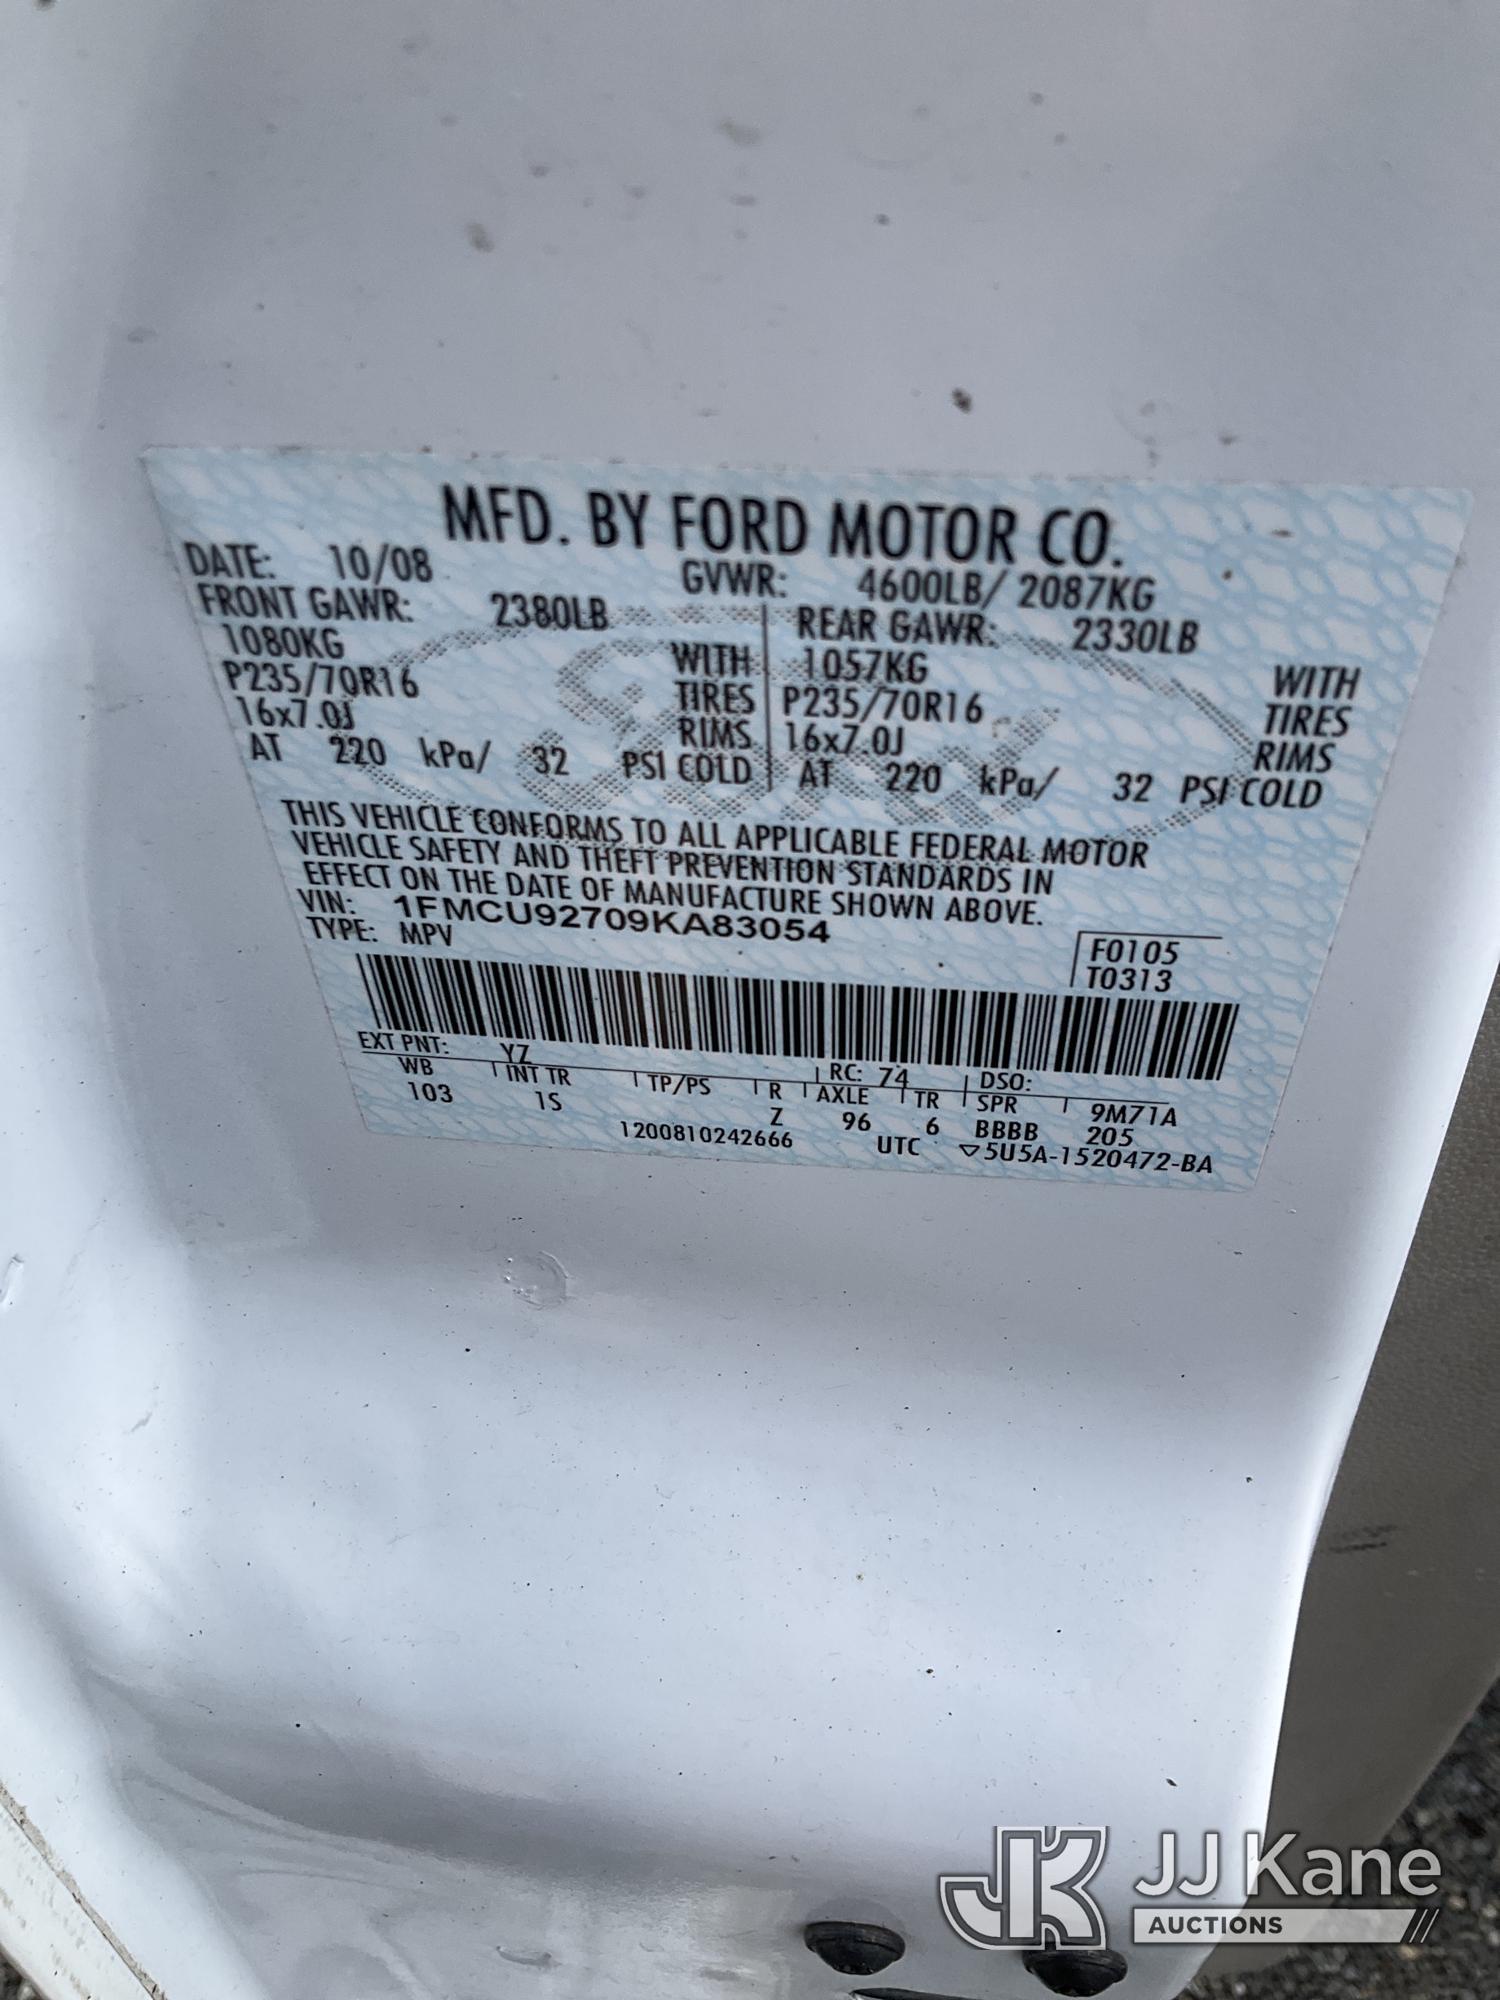 MFD. BY FORD MOTOR CO.
DATE: 10/08 GVWR: 4600LB/ 2087KG
FRONT GAWR: 2380LB REAR GAWR: 2330LB
1080KG WITH 1057KG WITH
P235/70R16 TIRES P235/70R16 TIRES
16x7.0J RIMS 16x7.0J RIMS
AT 220 kPa/ 32 PSI COLD AT 220 kPa/ 32 PSI COLD
THIS VEHICLE CONFORMS TO ALL APPLICABLE FEDERAL MOTOR
VEHICLE SAFETY AND THEFT PREVENTION STANDARDS IN
EFFECT ON THE DATE OF MANUFACTURE SHOWN ABOVE.
VIN: 1FMCU92709KA83054
TYPE: MPV
F0105
T0313
EXT PNT: YZ RC: 74 DSO:
WB INT TR TP/PS R AXLE TR SPR 9M71A
103 1S Z 96 6 BBBB 205
1200810242666 UTC ▽5U5A-1520472-BA
Ford
JK JJ Kane
AUCTIONS